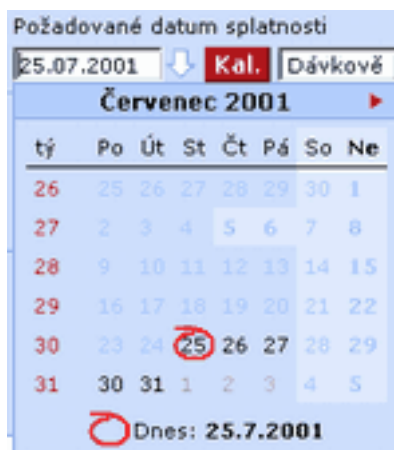 Požadované datum splatnosti
25.07.2001 Kal. Dávkově
Červenec 2001
tý Po Út St Čt Pá So Ne
26 25 26 27 28 29 30 1
27 2 3 4 5 6 7 8
28 9 10 11 12 13 14 15
29 16 17 18 19 20 21 22
30 23 24 25 26 27 28 29
31 30 31 1 2 3 4 5
Dnes: 25.7.2001